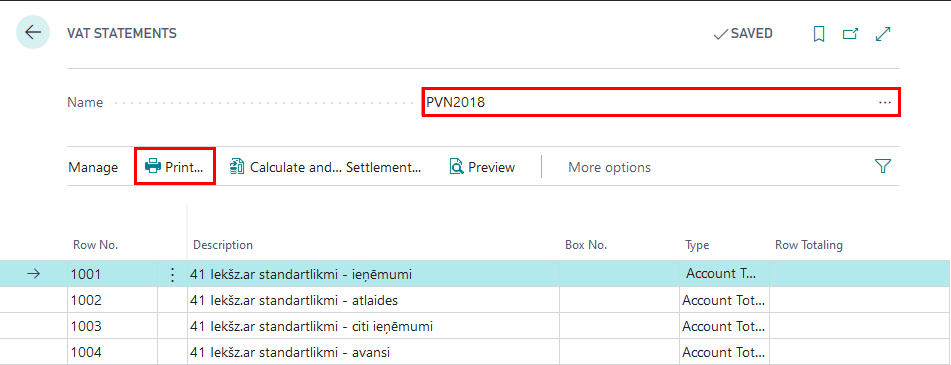 VAT STATEMENTS SAVED
Name PVN2018 ...
Manage Print... Calculate and... Settlement... Preview More options
Row No. Description Box No. Type Row Totaling
1001 41 Iekšz.ar standartlikmi - ieņēmumi Account T...
1002 41 Iekšz.ar standartlikmi - atlaides Account Tot...
1003 41 Iekšz.ar standartlikmi - citi ieņēmumi Account Tot...
1004 41 Iekšz.ar standartlikmi - avansi Account Tot...